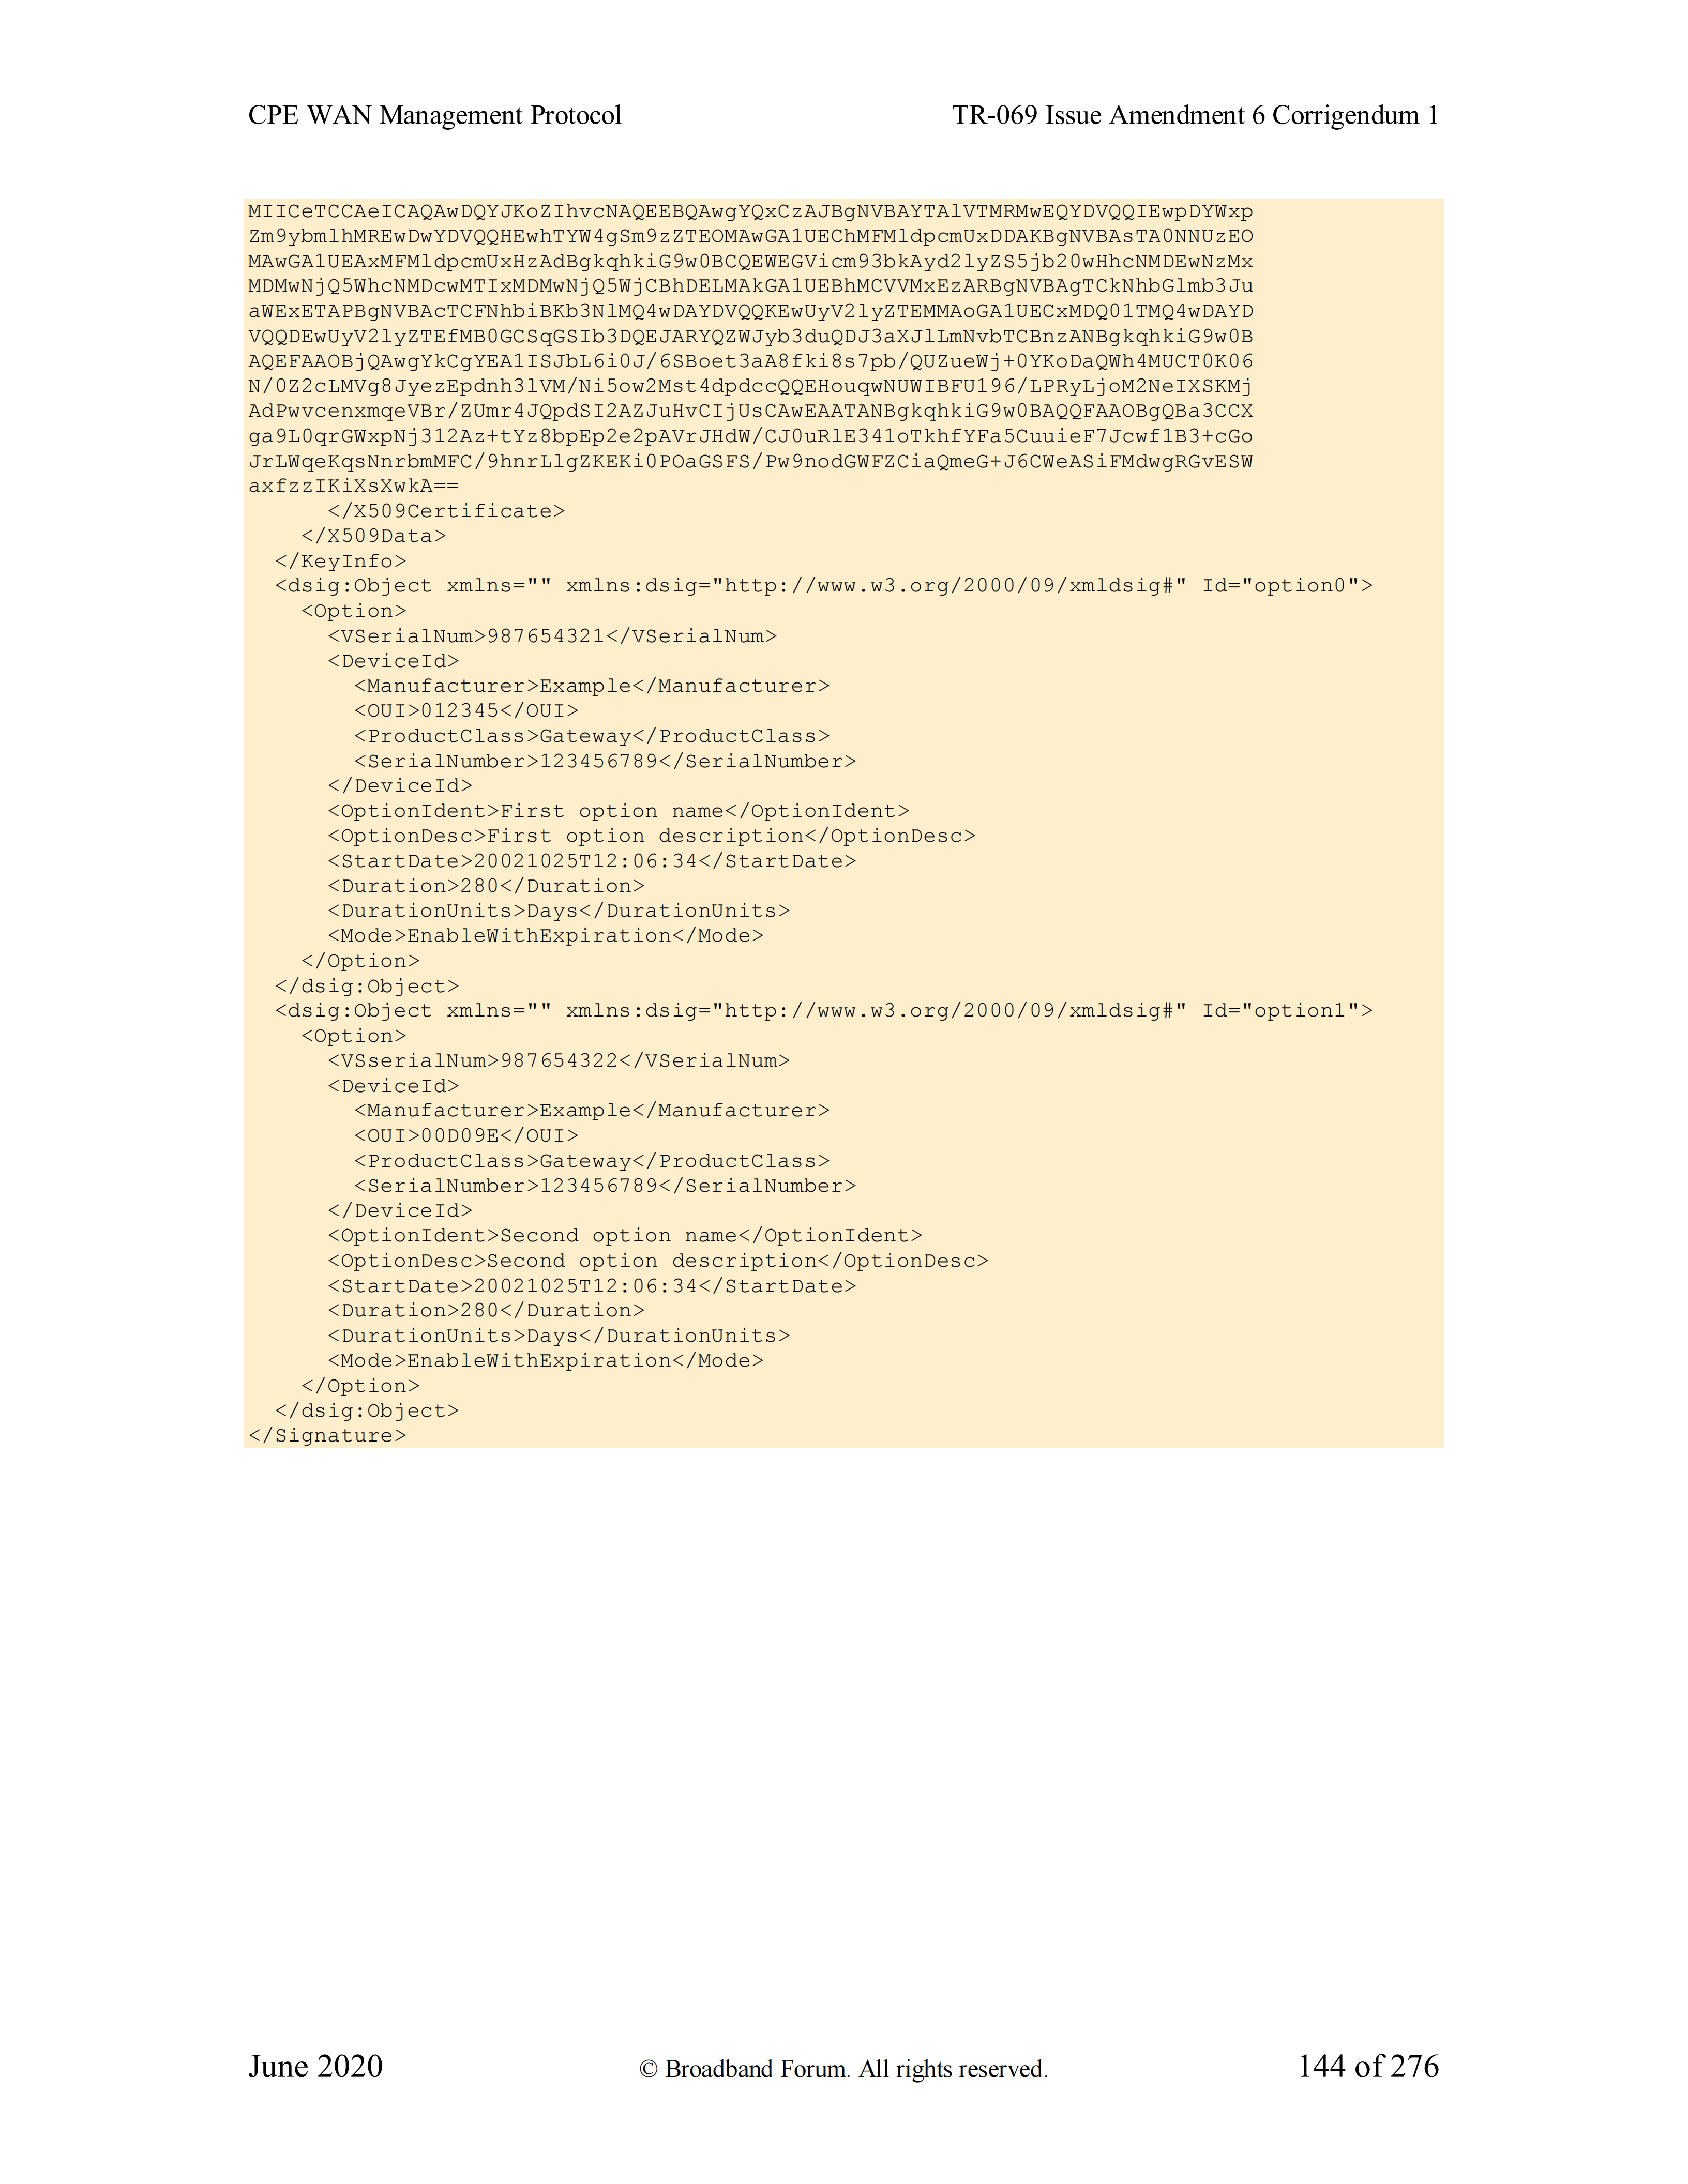 CPE WAN Management Protocol
TR-069 Issue Amendment 6 Corrigendum 1
MIICeTCCAeICAQAwDQYJKoZIhvcNAQEEBQAwgYQxCzAJBgNVBAYTAlVTMRMwEQYDVQQIEwpDYWxp
Zm9ybmlhMREwDwYDVQQHEwhTYW4gSm9zZTEOMAwGA1UEChMFMldpcmUxDDAKBgNVBAsTA0NNUzEO
MAwGA1UEAxMFMldpcmUxHzAdBgkqhkiG9w0BCQEWEGVicm93bkAyd2lyZS5jb20wHhcNMDEwNzMx
MDMwNjQ5WhcNMDcwMTIxMDMwNjQ5WjCBhDELMAkGA1UEBhMCVVMxEzARBgNVBAgTCkNhbGlmb3Ju
aWExETAPBgNVBAcTCFNhbiBKb3NlMQ4wDAYDVQQKEwUyV2lyZTEMMAoGA1UECxMDQ01TMQ4wDAYD
VQQDEwUyV2lyZTEfMB0GCSqGSIb3DQEJARYQZWJyb3duQDJ3aXJlLmNvbTCBnzANBgkqhkiG9w0B
AQEFAAOBjQAwgYkCgYEA1ISJbL6i0J/6SBoet3aA8fki8s7pb/QUZueWj+0YKoDaQWh4MUCT0K06
N/0Z2cLMVg8JyezEpdnh3lVM/Ni5ow2Mst4dpdccQQEHouqwNUWIBFU196/LPRyLjoM2NeIXSKMj
AdPwvcenxmqeVBr/ZUmr4JQpdSI2AZJuHvCIjUsCAwEAATANBgkqhkiG9w0BAQQFAAOBgQBa3CCX
ga9L0qrGWxpNj312Az+tYz8bpEp2e2pAVrJHdW/CJ0uRlE341oTkhfYFa5CuuieF7Jcwf1B3+cGo
JrLWqeKqsNnrbmMFC/9hnrLlgZKEKi0POaGSFS/Pw9nodGWFZCiaQmeG+J6CWeASiFMdwgRGvESW
axfzzIKiXsXwkA==
</X509Certificate>
</X509Data>
</KeyInfo>
<dsig:Object xmlns="" xmlns:dsig="http://www.w3.org/2000/09/xmldsig#" Id="option0">
<Option>
<VSerialNum>987654321</VSerialNum>
<DeviceId>
<Manufacturer>Example</Manufacturer>
<OUI>012345</OUI>
<ProductClass>Gateway</ProductClass>
<SerialNumber>123456789</SerialNumber>
</DeviceId>
<OptionIdent>First option name</OptionIdent>
<OptionDesc>First option description</OptionDesc>
<StartDate>20021025T12:06:34</StartDate>
<Duration>280</Duration>
<DurationUnits>Days</DurationUnits>
<Mode>EnableWithExpiration</Mode>
</Option>
</dsig:Object>
<dsig:Object xmlns="" xmlns:dsig="http://www.w3.org/2000/09/xmldsig#" Id="option1">
<Option>
<VSserialNum>987654322</VSerialNum>
<DeviceId>
<Manufacturer>Example</Manufacturer>
<OUI>00D09E</OUI>
<ProductClass>Gateway</ProductClass>
<SerialNumber>123456789</SerialNumber>
</DeviceId>
<OptionIdent>Second option name</OptionIdent>
<OptionDesc>Second option description</OptionDesc>
<StartDate>20021025T12:06:34</StartDate>
<Duration>280</Duration>
<DurationUnits>Days</DurationUnits>
<Mode>EnableWithExpiration</Mode>
</Option>
</dsig:Object>
</Signature>
June 2020
© Broadband Forum. All rights reserved.
144 of 276